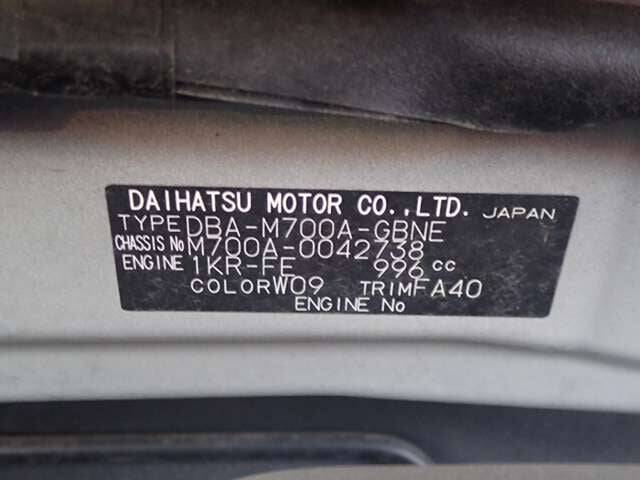 DAIHATSU MOTOR CO.,LTD. JAPAN
TYPE DBA-M700A-GBNE
CHASSIS No M700A-0042738
ENGINE 1KR-FE 996 cc
COLOR W09 TRIM FA40
ENGINE No